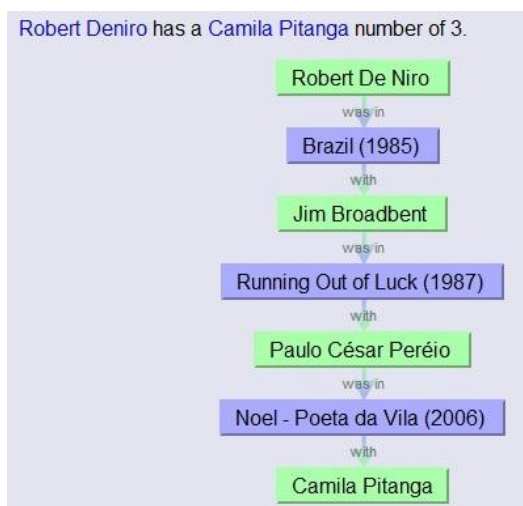 Robert Deniro has a Camila Pitanga number of 3.
Robert De Niro
was in
Brazil (1985)
with
Jim Broadbent
was in
Running Out of Luck (1987)
with
Paulo César Peréio
was in
Noel - Poeta da Vila (2006)
with
Camila Pitanga